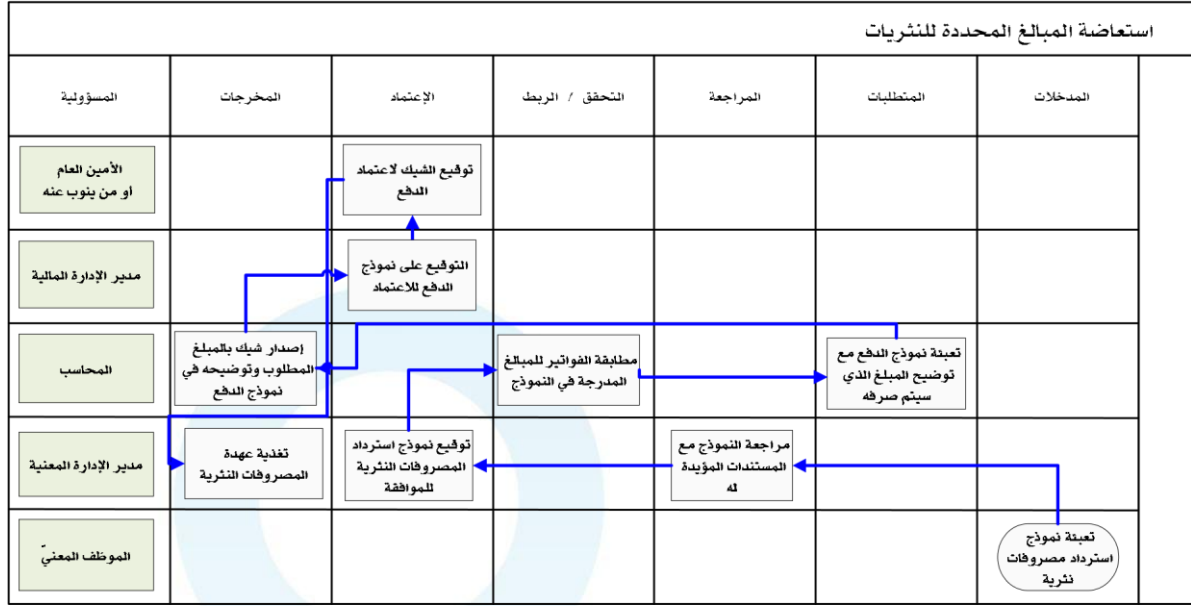 استعاضة المبالغ المحددة للنثريات
المدخلات
المتطلبات
المراجعة
التحقق / الربط
الإعتماد
المخرجات
المسؤولية
توقيع الشيك لاعتماد
الدفع
الأمين العام
او من ينوب عنه
التوقيع على نموذج
الدفع للاعتماد
مدير الإدارة المالية
تعبئة نموذج الدفع مع
توضيح المبلغ الذي
سيتم صرفه
مطابقة الفواتير للمبالغ
المدرجة في النموذج
إصدار شيك بالمبلغ
المطلوب وتوضيحه في
نموذج الدفع
المحاسب
مراجعة النموذج مع
المستندات المؤيدة
له
توقيع نموذج استرداد
المصروفات النثرية
للموافقة
تغذية عهدة
المصروفات النثرية
مدير الإدارة المعنية
تعبئة نموذج
استرداد مصروفات
نثرية
الموظف المعنيّ